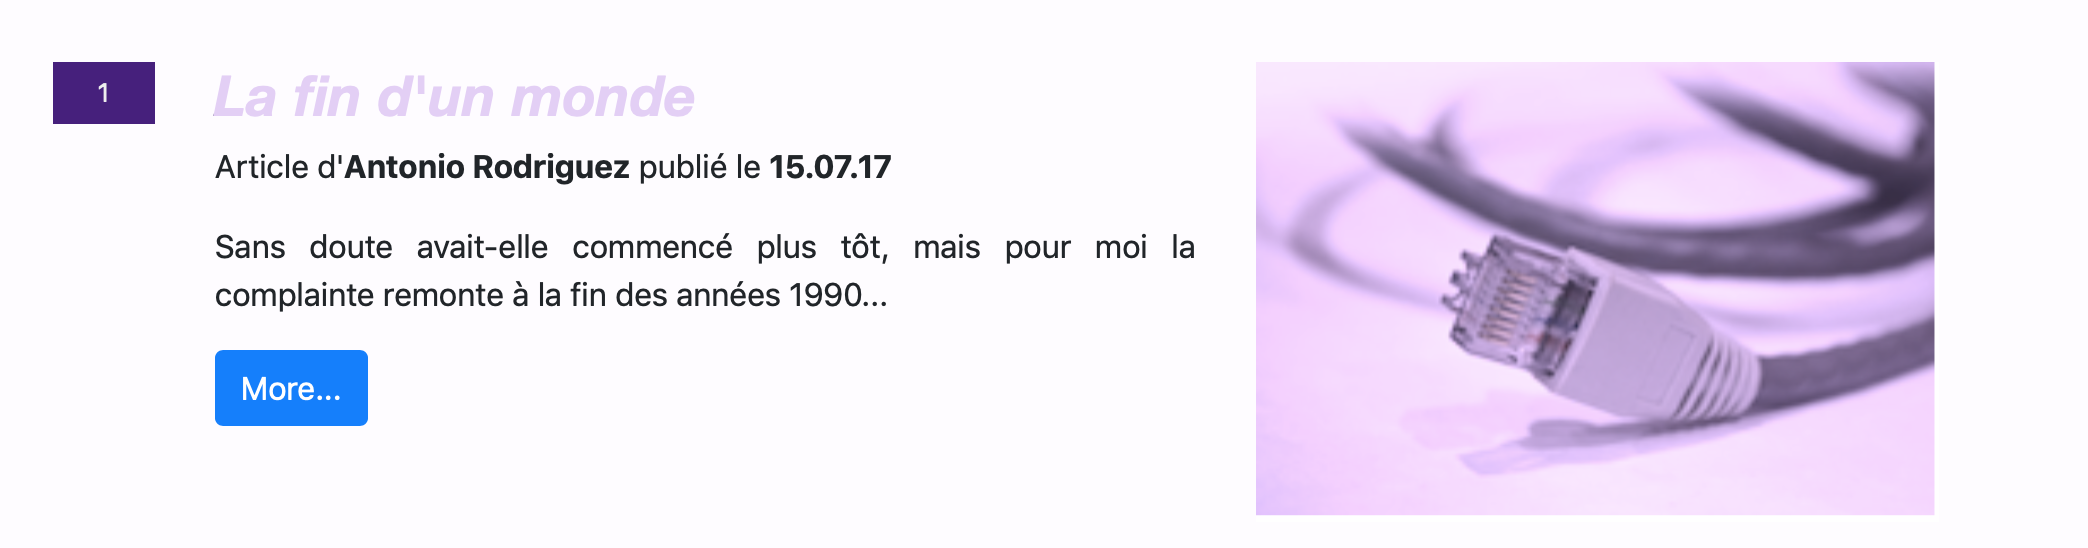 1
La fin d'un monde
Article d'Antonio Rodriguez publié le 15.07.17
Sans doute avait-elle commencé plus tôt, mais pour moi la
complainte remonte à la fin des années 1990...
More...